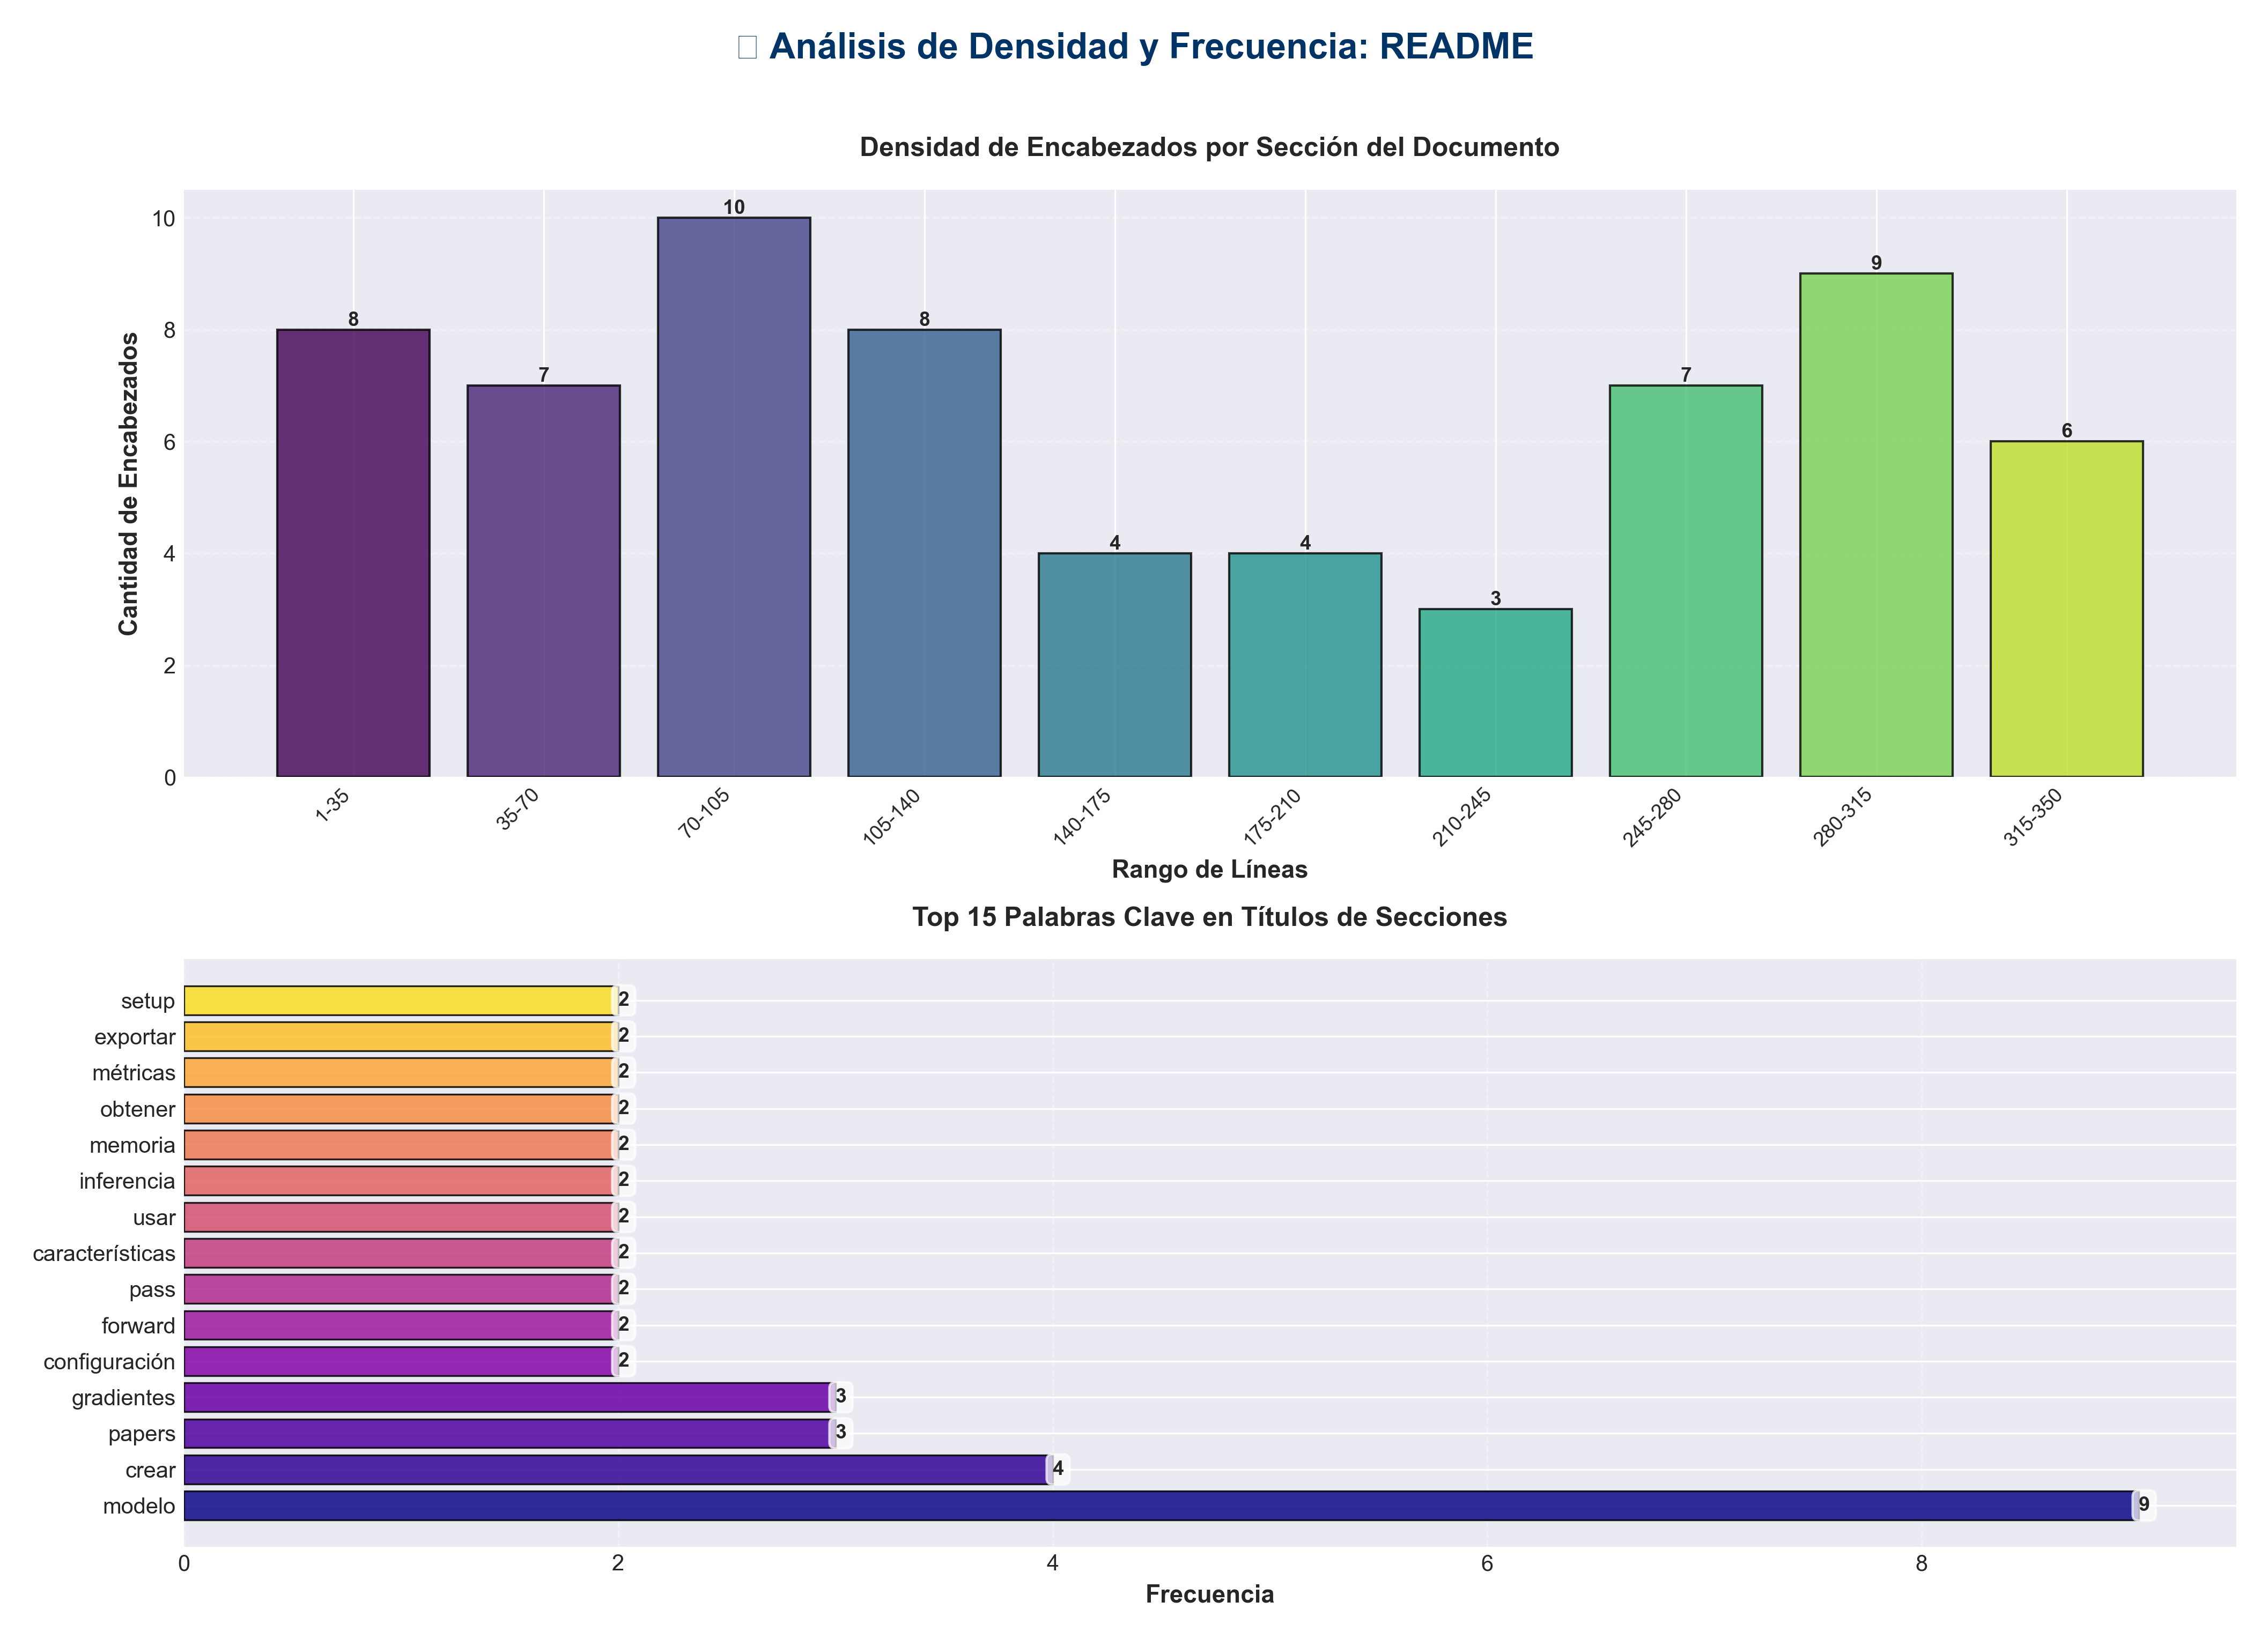 Análisis de Densidad y Frecuencia: README
Densidad de Encabezados por Sección del Documento
Cantidad de Encabezados
10
8
6
4
2
0
8
7
10
8
4
4
3
7
9
6
1-35
35-70
70-105
105-140
140-175
175-210
210-245
245-280
280-315
315-350
Rango de Líneas
Top 15 Palabras Clave en Títulos de Secciones
setup 2
exportar 2
métricas 2
obtener 2
memoria 2
inferencia 2
usar 2
características 2
pass 2
forward 2
configuración 2
gradientes 3
papers 3
crear 4
modelo 9
0 2 4 6 8
Frecuencia